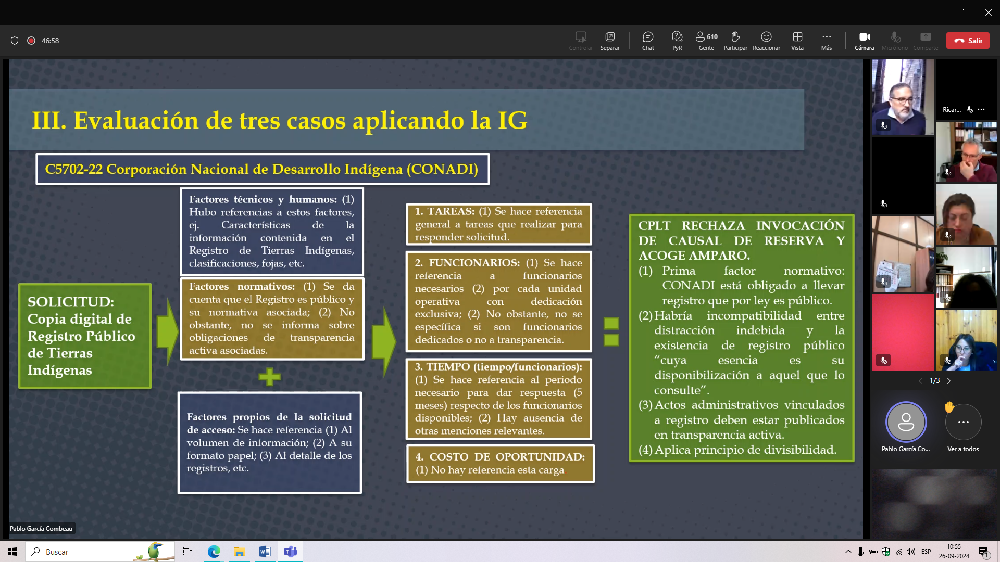 46:58
Controlar
Separar
Chat
PyR
610
Gente
Participar
Reaccionar
Vista
Más
Cámara
Micrófono
Comparte
Salir
III. Evaluación de tres casos aplicando la IG
C5702-22 Corporación Nacional de Desarrollo Indígena (CONADI)
SOLICITUD:
Copia digital de
Registro Público
de Tierras
Indígenas
Factores técnicos y humanos: (1)
Hubo referencias a estos factores,
ej. Características de la
información contenida en el
Registro de Tierras Indígenas,
clasificaciones, fojas, etc.
Factores normativos: (1) Se da
cuenta que el Registro es público y
su normativa asociada; (2) No
obstante, no se informa sobre
obligaciones de transparencia
activa asociadas.
Factores propios de la solicitud
de acceso: Se hace referencia (1) Al
volumen de información; (2) A su
formato papel; (3) Al detalle de los
registros, etc.
1. TAREAS: (1) Se hace referencia
general a tareas que realizar para
responder solicitud.
2. FUNCIONARIOS: (1) Se hace
referencia a funcionarios
necesarios (2) por cada unidad
operativa con dedicación
exclusiva; (2) No obstante, no se
específica si son funcionarios
dedicados o no a transparencia.
3. TIEMPO (tiempo/funcionarios):
(1) Se hace referencia al periodo
necesario para dar respuesta (5
meses) respecto de los funcionarios
disponibles; (2) Hay ausencia de
otras menciones relevantes.
4. COSTO DE OPORTUNIDAD:
(1) No hay referencia esta carga.
CPLT RECHAZA INVOCACIÓN
DE CAUSAL DE RESERVA Y
ACOGE AMPARO.
(1) Prima factor normativo:
CONADI está obligado a llevar
registro que por ley es público.
(2) Habría incompatibilidad entre
distracción indebida y la
existencia de registro público
“cuya esencia es su
disponibilización a aquel que lo
consulte”.
(3) Actos administrativos vinculados
a registro deben estar publicados
en transparencia activa.
(4) Aplica principio de divisibilidad.
Ricar...
1/3
Pablo García Co...
Ver a todos
Pablo García Combeau
Buscar
ESP
10:55
26-09-2024
1